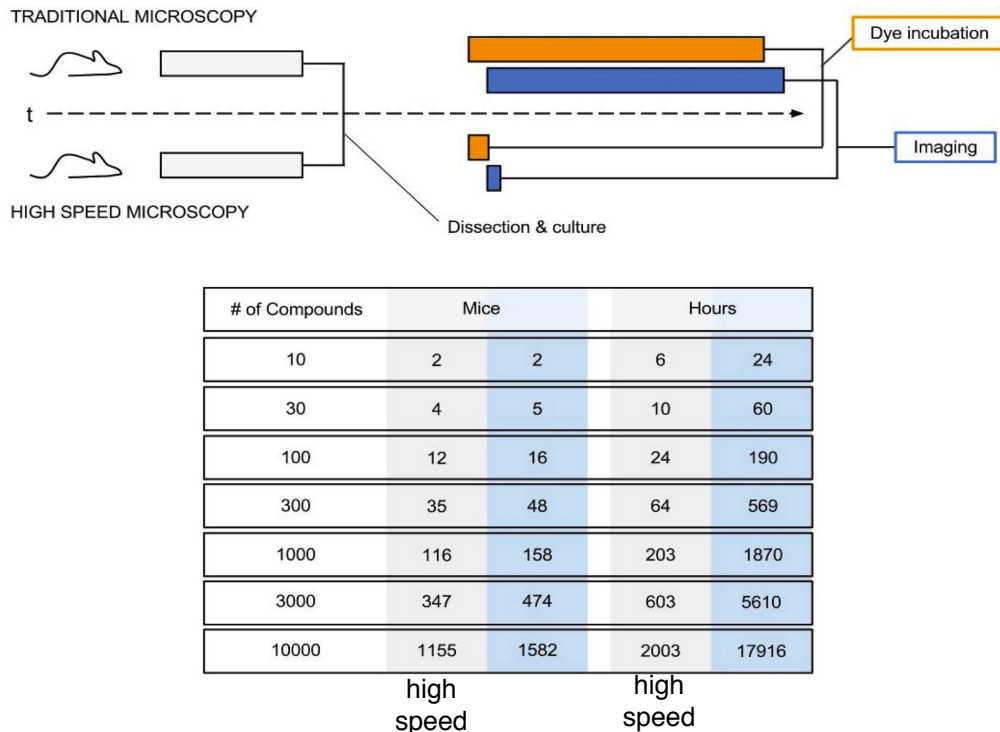 TRADITIONAL MICROSCOPY
Dye incubation
t
Imaging
HIGH SPEED MICROSCOPY
Dissection & culture
# of Compounds Mice Hours
10 2 2 6 24
30 4 5 10 60
100 12 16 24 190
300 35 48 64 569
1000 116 158 203 1870
3000 347 474 603 5610
10000 1155 1582 2003 17916
high high
speed speed